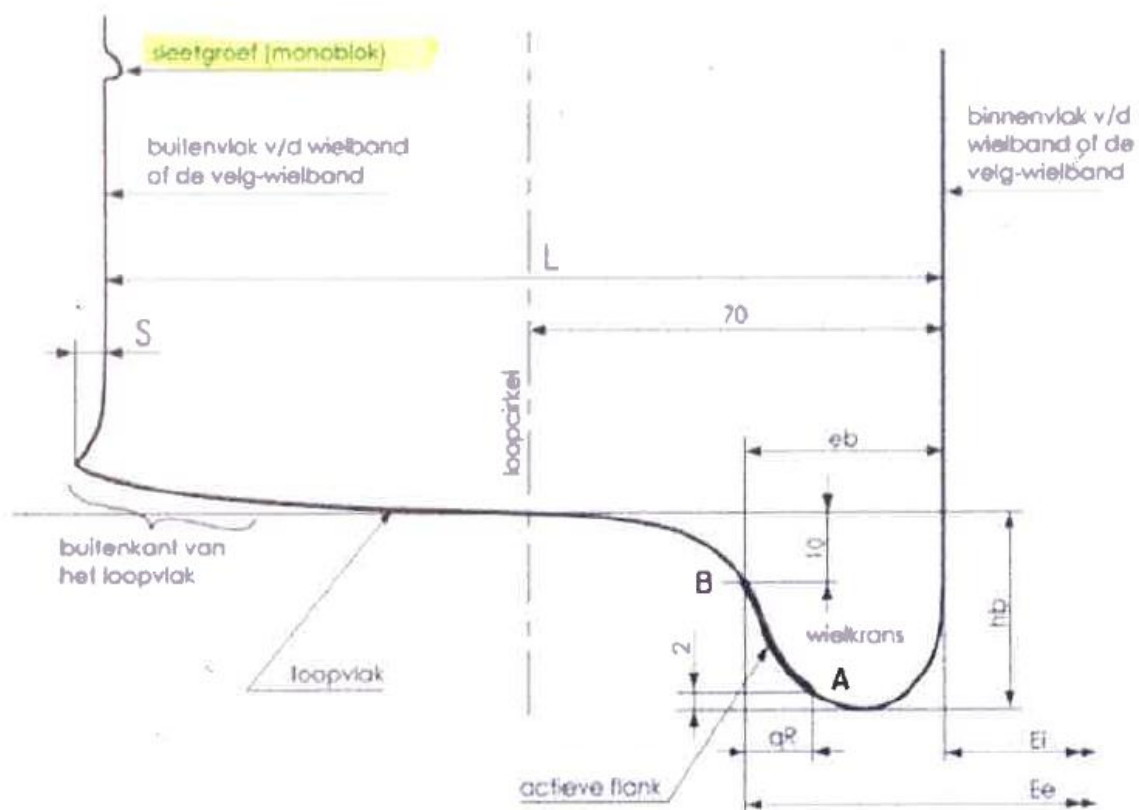 sleetgroef (monoblok)
buitenvlak v/d wielband
of de velg-wielband
binnenvlak v/d
wielband of de
velg-wielband
L
70
S
loopcirkel
eb
10
hb
buitenkant van
het loopvlak
B
wielkrans
2
A
loopvlak
qR
Ei
actieve flank
Ee